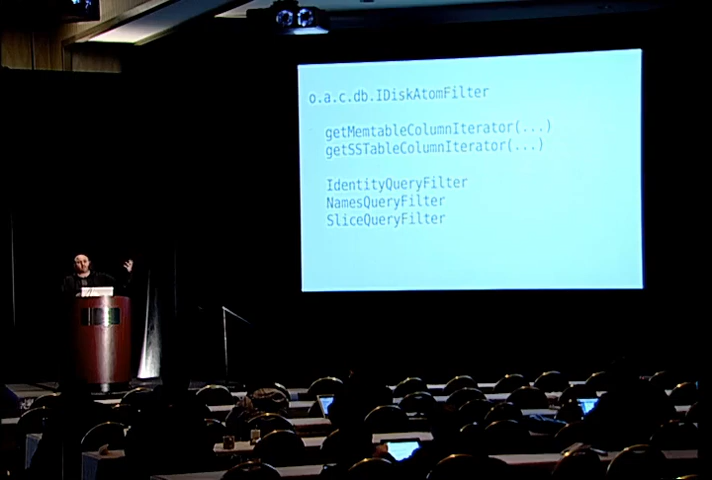 o.a.c.db.IDiskAtomFilter
getMemtableColumnIterator(...)
getSSTableColumnIterator(...)
IdentityQueryFilter
NamesQueryFilter
SliceQueryFilter